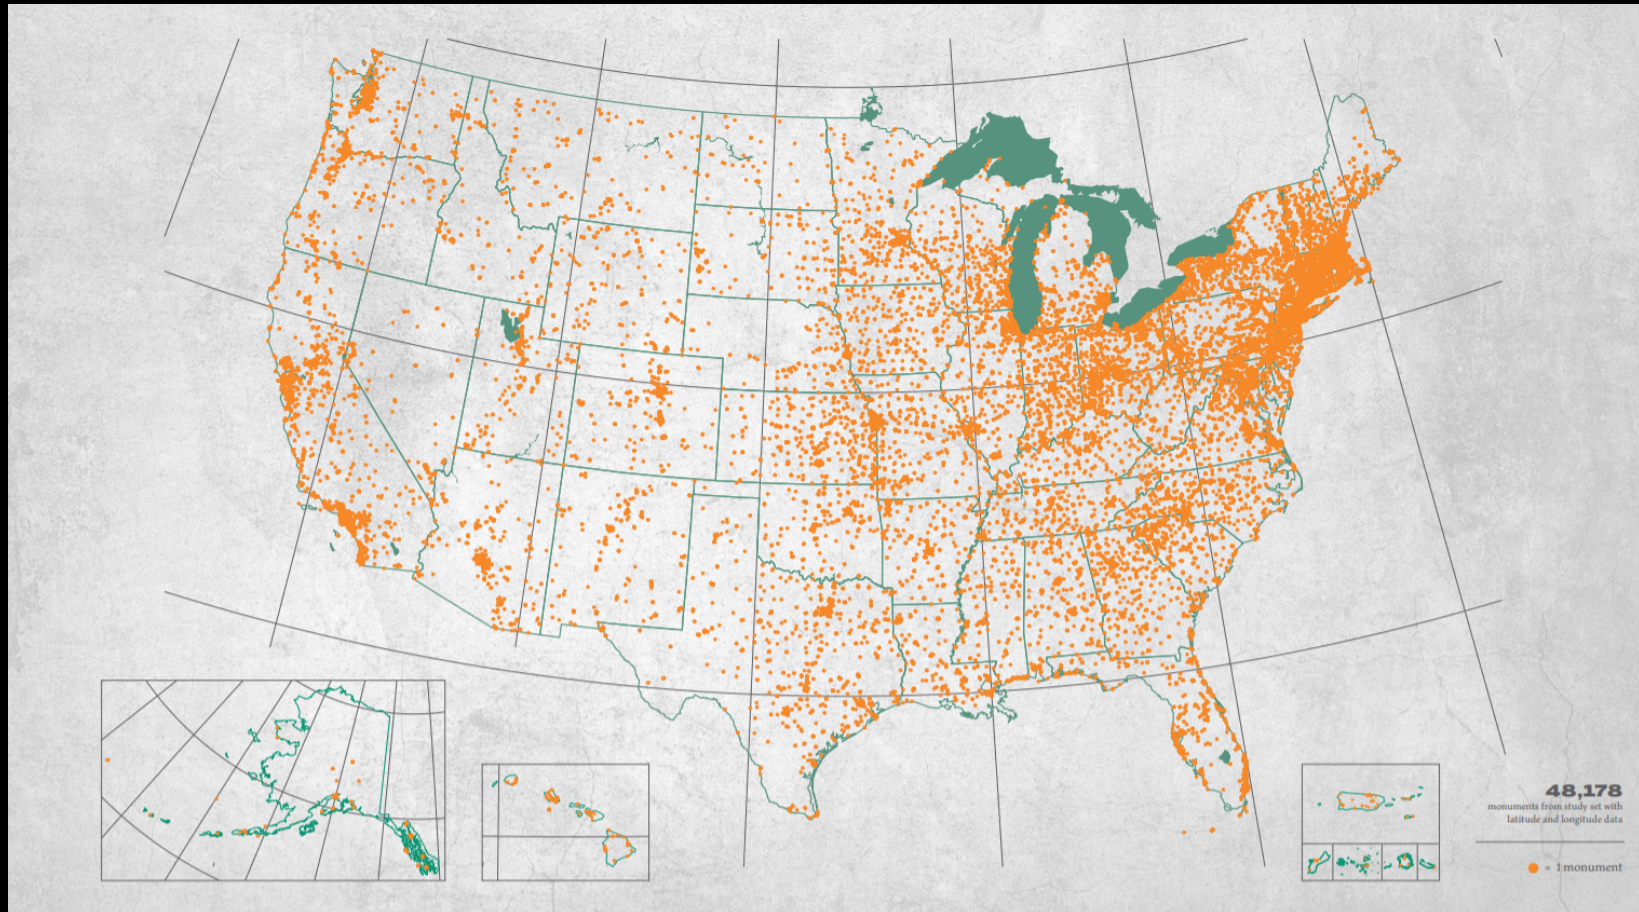 48,178
monuments from study set with
latitude and longitude data
= 1 monument